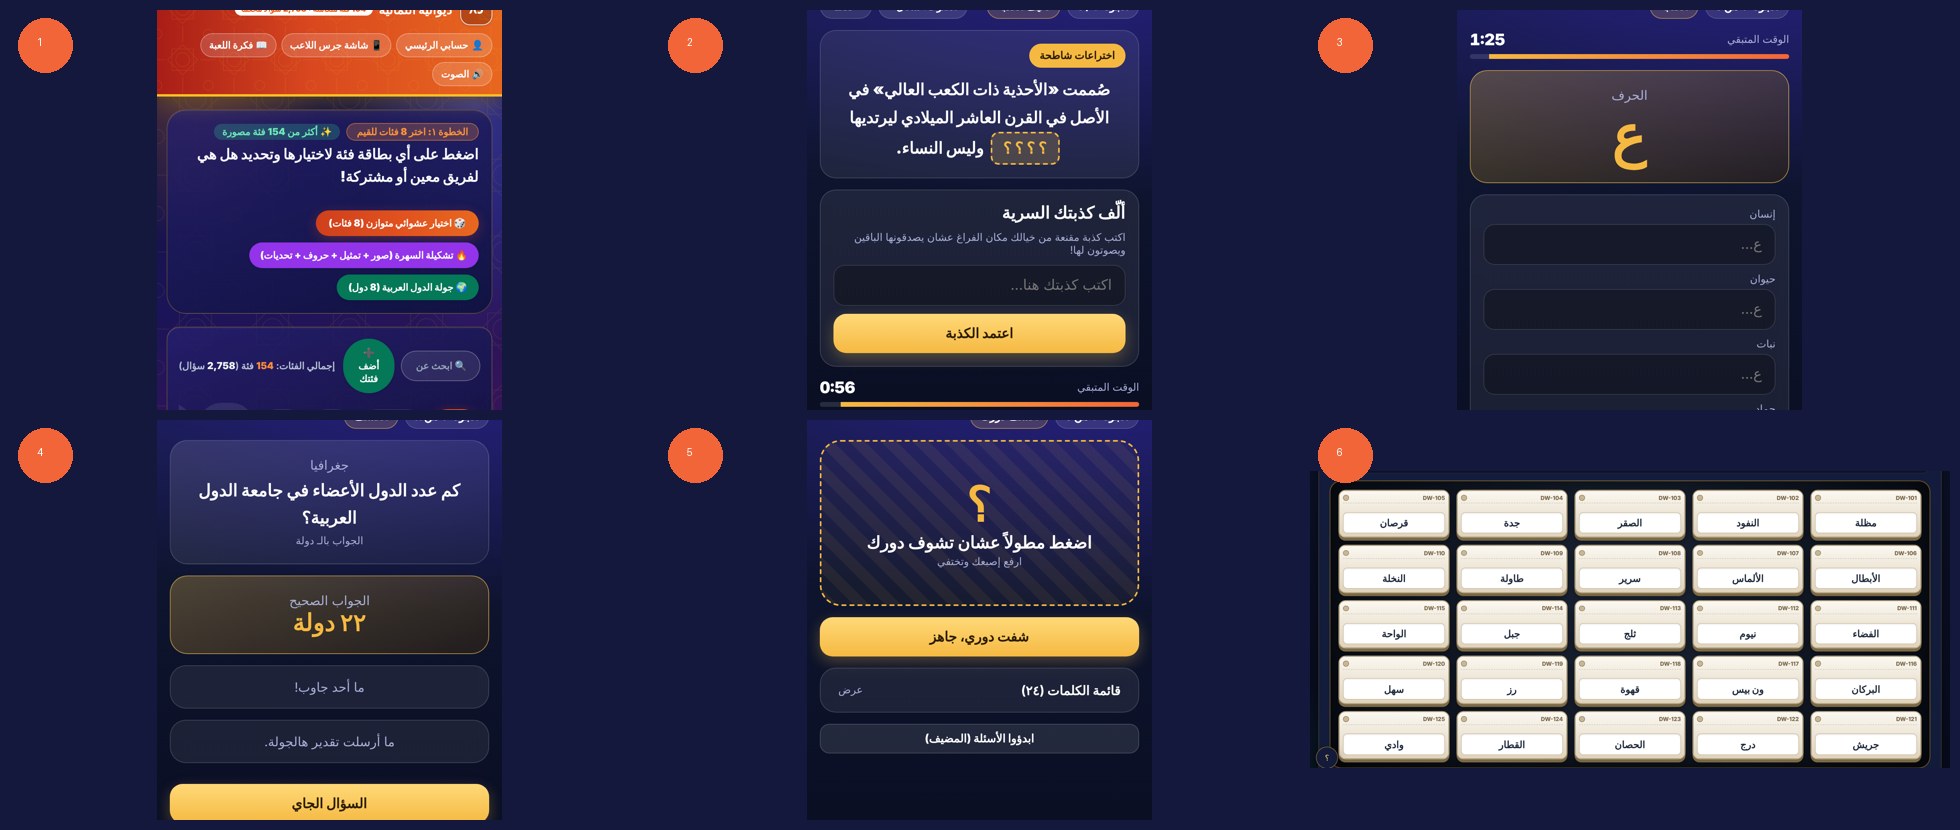 1
ديوانية الثمانية
👤 حسابي الرئيسي
📱 شاشة جرس اللاعب
📖 فكرة اللعبة
🔊 الصوت
الخطوة ١: اختر 8 فئات للقيم
✨ أكثر من 154 فئة مصورة
اضغط على أي بطاقة فئة لاختيارها وتحديد هل هي
لفريق معين أو مشتركة!
🎲 اختيار عشوائي متوازن (8 فئات)
🔥 تشكيلة السهرة (صور + تمثيل + حروف + تحديات)
🌍 جولة الدول العربية (8 دول)
🔍 ابحث عن
➕
أضف
فئتك
إجمالي الفئات: 154 فئة (2,758 سؤال)
2
اختراعات شاطحة
صُممت «الأحذية ذات الكعب العالي» في
الأصل في القرن العاشر الميلادي ليرتديها
؟؟؟؟ وليس النساء.
ألّف كذبتك السرية
اكتب كذبة مقنعة من خيالك مكان الفراغ عشان يصدقونها الباقين
ويصوتون لها!
اكتب كذبتك هنا...
اعتمد الكذبة
الوقت المتبقي
0:56
3
الوقت المتبقي
1:25
الحرف
ع
إنسان
ع...
حيوان
ع...
نبات
ع...
4
جغرافيا
كم عدد الدول الأعضاء في جامعة الدول
العربية؟
الجواب بالـ دولة
الجواب الصحيح
٢٢ دولة
ما أحد جاوب!
ما أرسلت تقدير هالجولة.
السؤال الجاي
5
؟
اضغط مطولاً عشان تشوف دورك
ارفع إصبعك وتختفي
شفت دوري، جاهز
قائمة الكلمات (٢٤)
عرض
ابدؤوا الأسئلة (المضيف)
6
DW-101 DW-102 DW-103 DW-104 DW-105
مظلة النفود الصقر جدة قرصان
DW-106 DW-107 DW-108 DW-109 DW-110
الأبطال الألماس سرير طاولة النخلة
DW-111 DW-112 DW-113 DW-114 DW-115
الفضاء نيوم ثلج جبل الواحة
DW-116 DW-117 DW-118 DW-119 DW-120
البركان ون بيس قهوة رز سهل
DW-121 DW-122 DW-123 DW-124 DW-125
جريش درج الحصان القطار وادي
؟